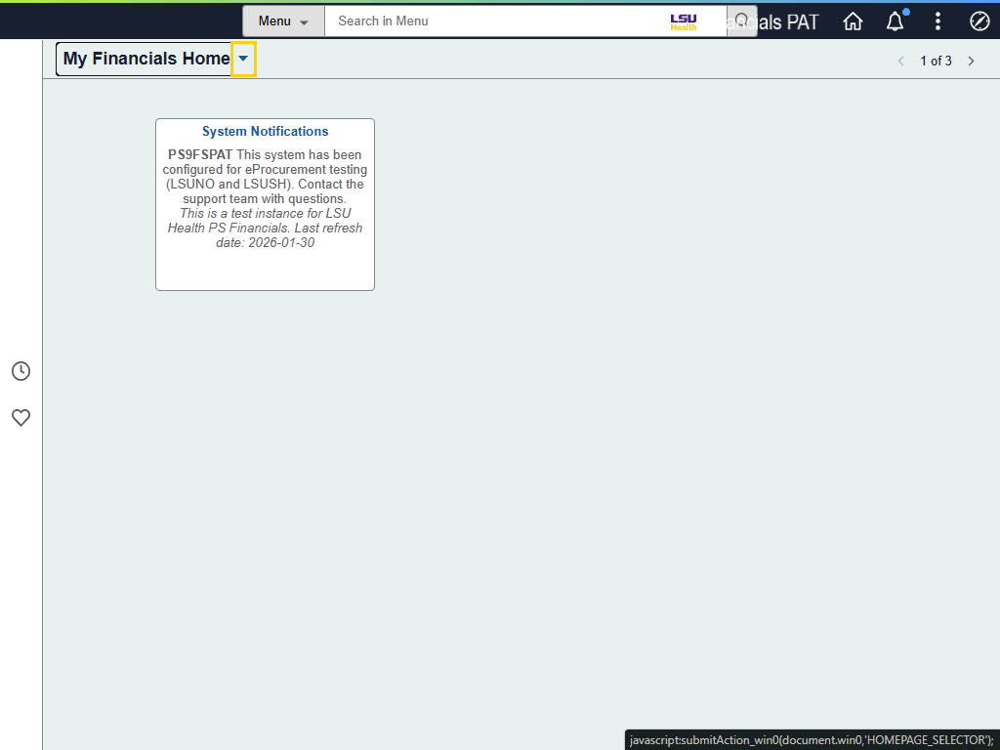 Menu
Search in Menu
LSU
Health
ancials PAT
My Financials Home
1 of 3
System Notifications
PS9FSPAT This system has been
configured for eProcurement testing
(LSUNO and LSUSH). Contact the
support team with questions.
This is a test instance for LSU
Health PS Financials. Last refresh
date: 2026-01-30
javascript:submitAction_win0(document.win0,'HOMEPAGE_SELECTOR');